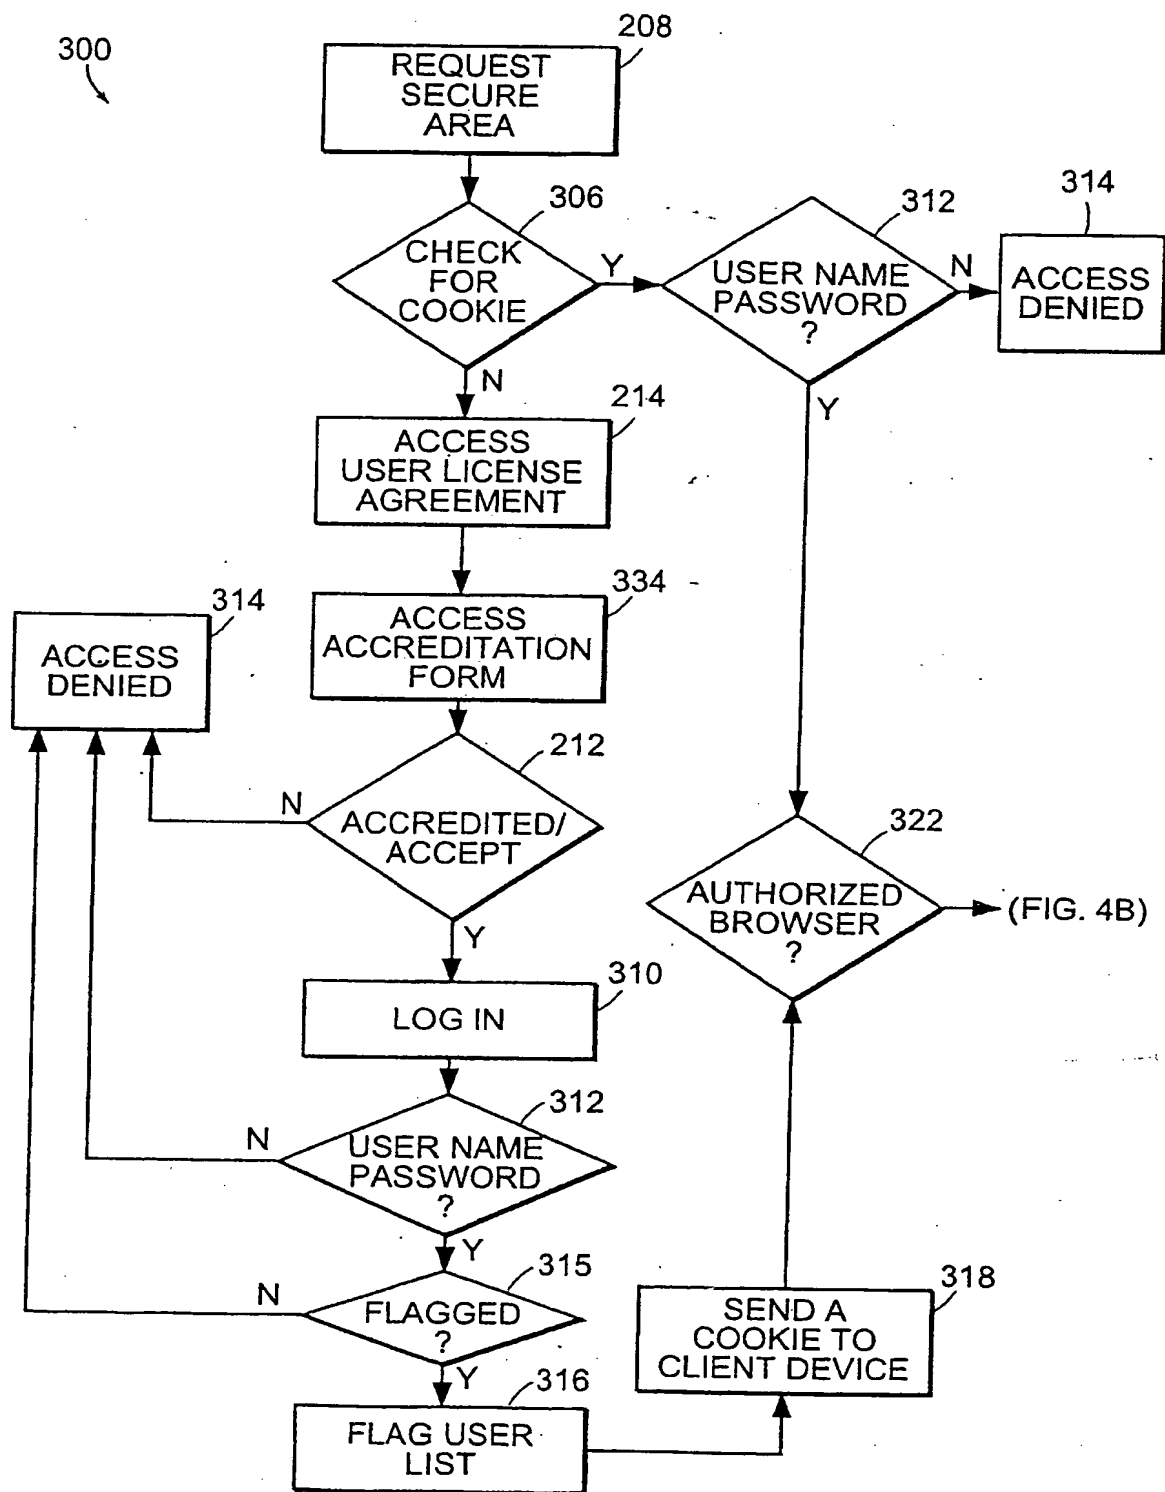 300
208
REQUEST
SECURE
AREA
306
CHECK
FOR
COOKIE
Y
N
312
USER NAME
PASSWORD
?
N
Y
314
ACCESS
DENIED
214
ACCESS
USER LICENSE
AGREEMENT
334
ACCESS
ACCREDITATION
FORM
314
ACCESS
DENIED
212
ACCREDITED/
ACCEPT
N
Y
322
AUTHORIZED
BROWSER
?
(FIG. 4B)
310
LOG IN
312
USER NAME
PASSWORD
?
N
Y
315
FLAGGED
?
N
Y
316
FLAG USER
LIST
318
SEND A
COOKIE TO
CLIENT DEVICE